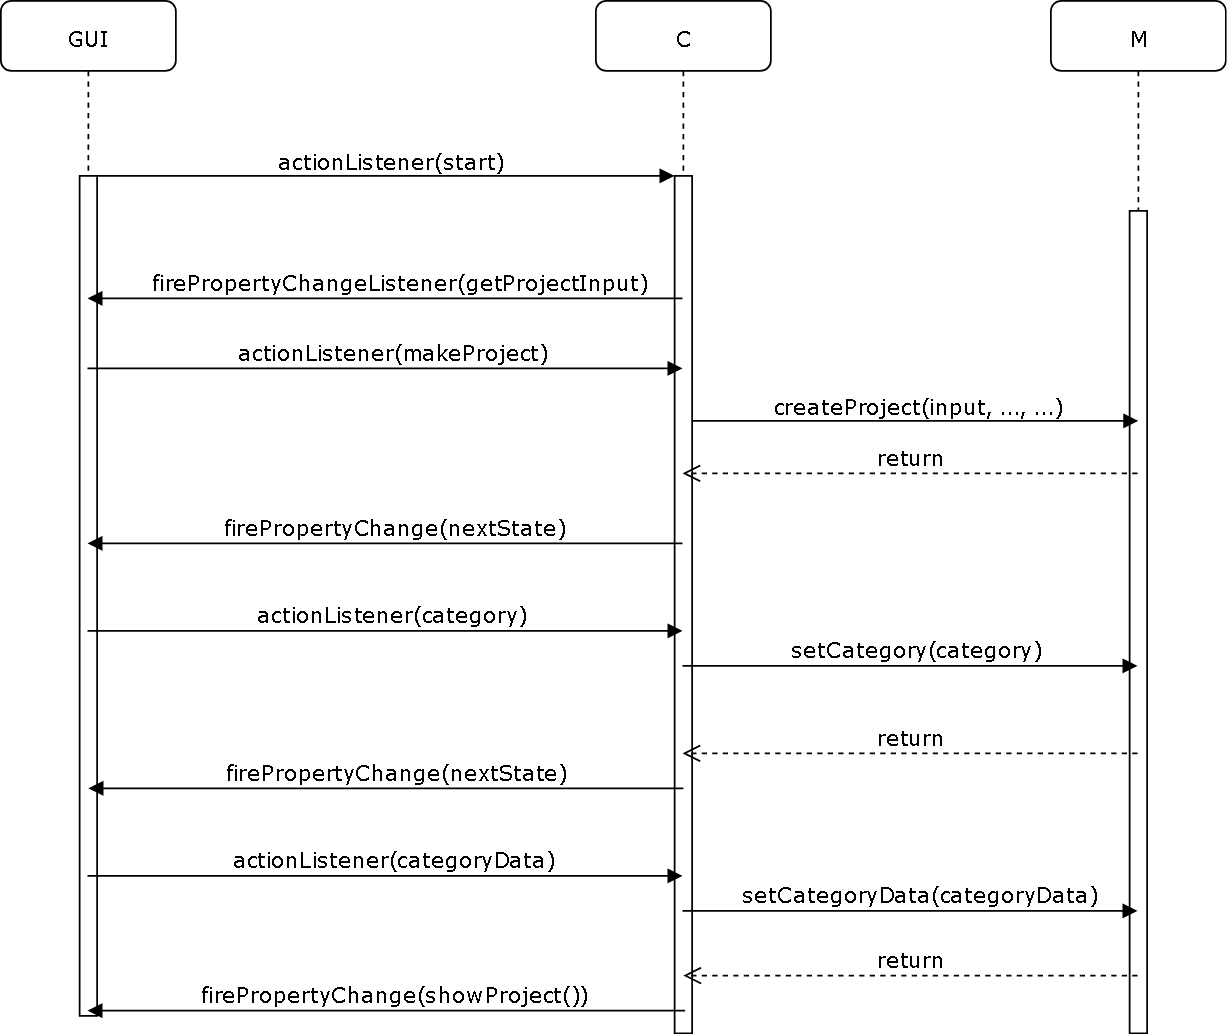 GUI
C
M
actionListener(start)
firePropertyChangeListener(getProjectInput)
actionListener(makeProject)
createProject(input, ..., ...)
return
firePropertyChange(nextState)
actionListener(category)
setCategory(category)
return
firePropertyChange(nextState)
actionListener(categoryData)
setCategoryData(categoryData)
return
firePropertyChange(showProject())